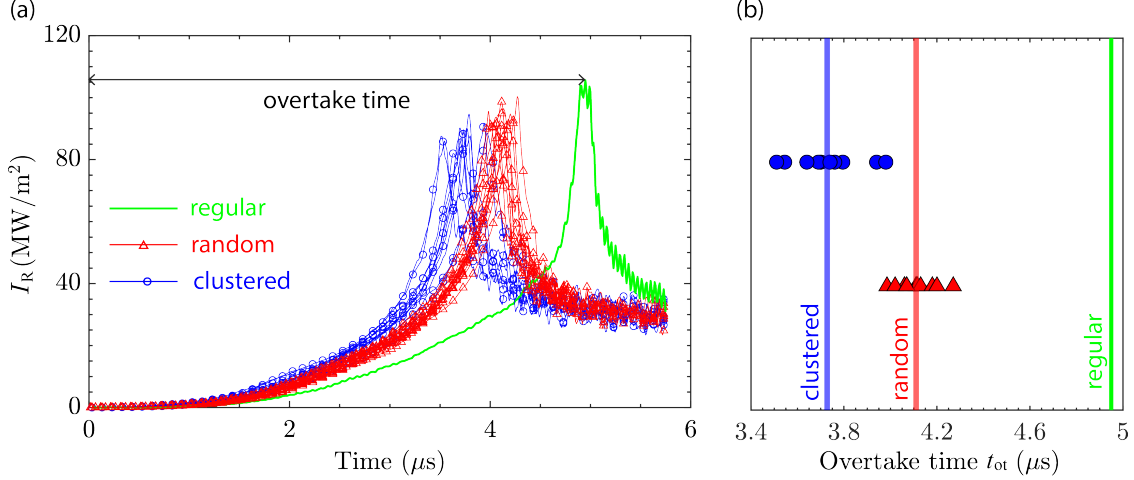 (a)
120
80
40
0
I_R (MW/m²)
overtake time
regular
random
clustered
0 2 4 6
Time (μs)
(b)
clustered
random
regular
3.4 3.8 4.2 4.6 5
Overtake time t_ot (μs)